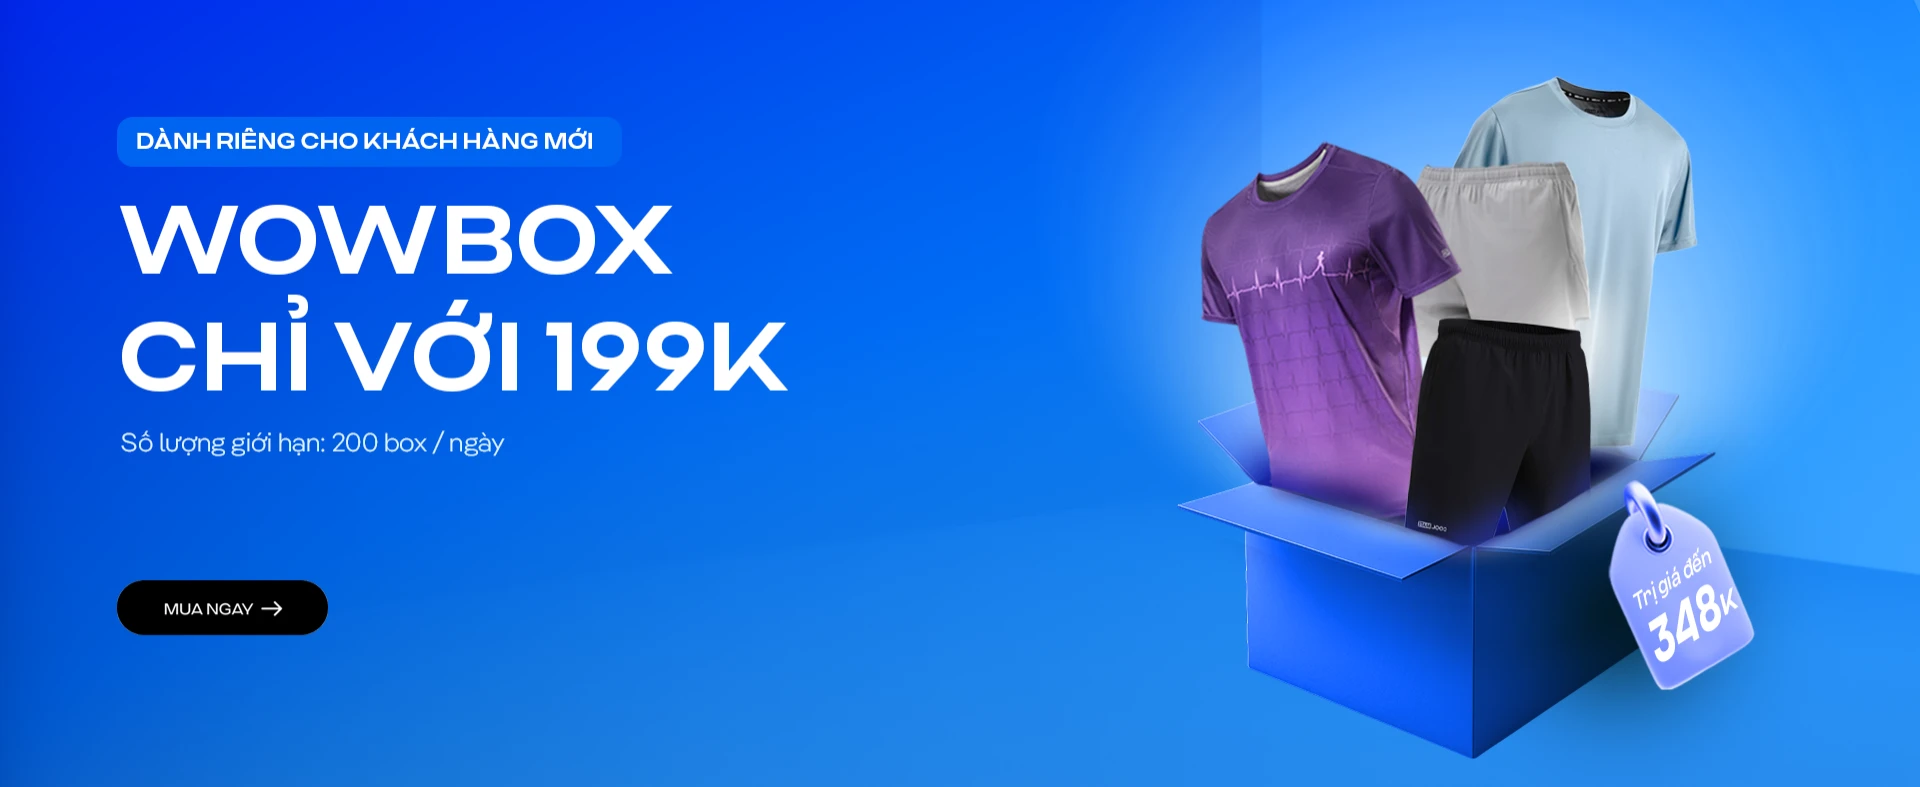 DÀNH RIÊNG CHO KHÁCH HÀNG MỚI
WOWBOX
CHỈ VỚI 199K
Số lượng giới hạn: 200 box / ngày
MUA NGAY
Trị giá đến
348K